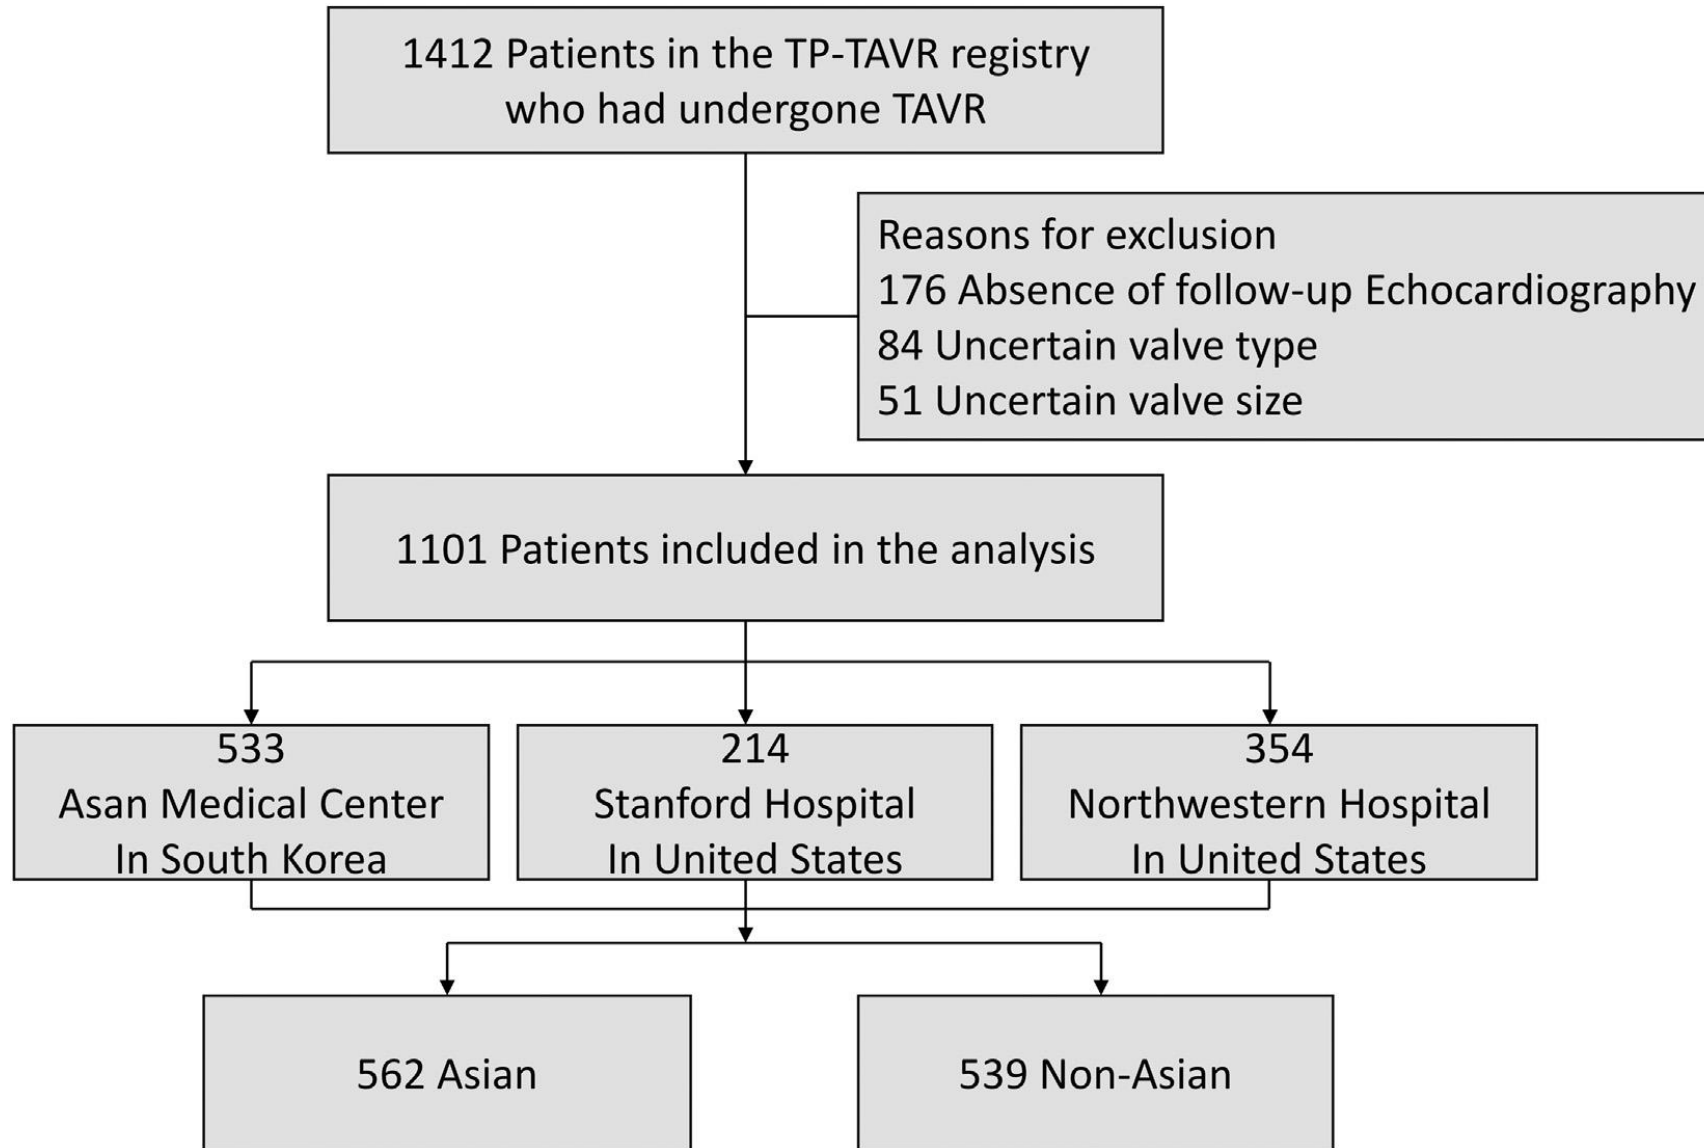 1412 Patients in the TP-TAVR registry
who had undergone TAVR
Reasons for exclusion
176 Absence of follow-up Echocardiography
84 Uncertain valve type
51 Uncertain valve size
1101 Patients included in the analysis
533
Asan Medical Center
In South Korea
214
Stanford Hospital
In United States
354
Northwestern Hospital
In United States
562 Asian
539 Non-Asian